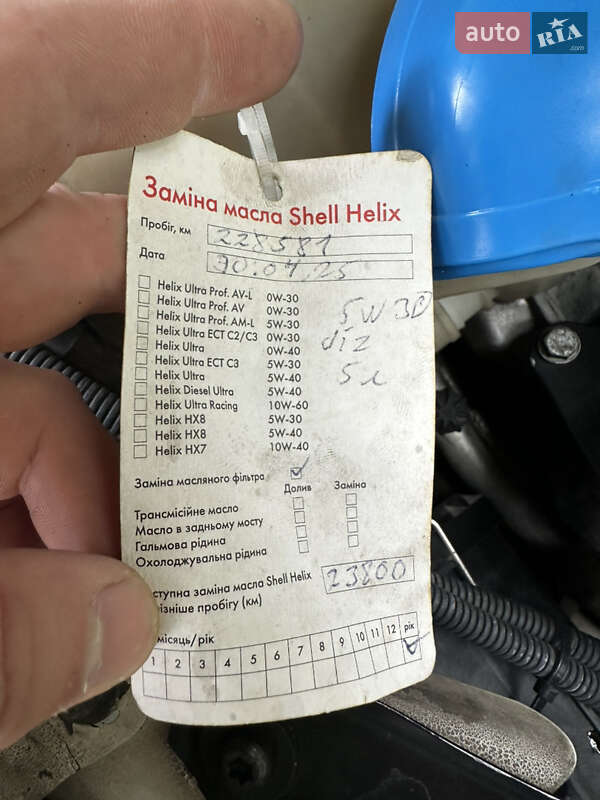 auto RIA .com
Заміна масла Shell Helix
Пробіг, км 228581
Дата 30.04.25
Helix Ultra Prof. AV-L 0W-30
Helix Ultra Prof. AV 0W-30
Helix Ultra Prof. AM-L 5W-30
Helix Ultra ECT C2/C3 0W-30
Helix Ultra 0W-40
Helix Ultra ECT C3 5W-30
Helix Ultra 5W-40
Helix Diesel Ultra 5W-40
Helix Ultra Racing 10W-60
Helix HX8 5W-30
Helix HX8 5W-40
Helix HX7 10W-40
5W30
5л
Заміна масляного фільтра
Долив Заміна
Трансмісійне масло
Масло в задньому мосту
Гальмова рідина
Охолоджувальна рідина
ступна заміна масла Shell Helix 23800
ізніше пробігу (км)
місяць/рік
1 2 3 4 5 6 7 8 9 10 11 12 рік